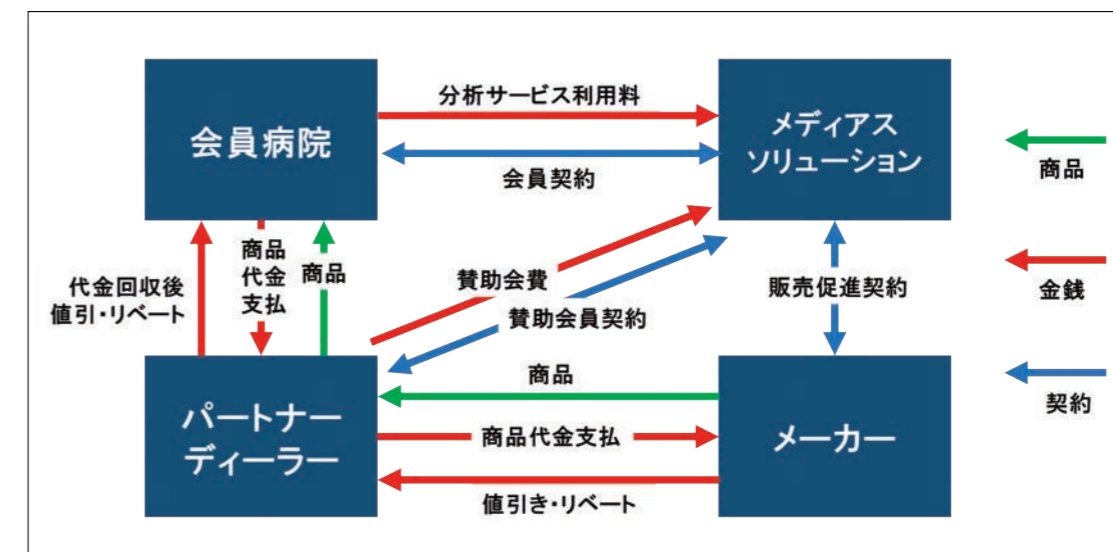 会員病院
分析サービス利用料
会員契約
メディアス
ソリューション
商品
金銭
契約
代金回収後
値引・リベート
商品
代金
支払
商品
賛助会費
賛助会員契約
販売促進契約
パートナー
ディーラー
商品
商品代金支払
値引き・リベート
メーカー